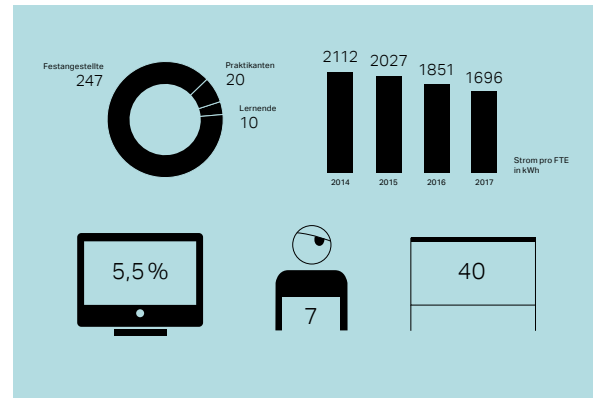 Festangestellte
247
Praktikanten
20
Lernende
10
2112
2027
1851
1696
2014
2015
2016
2017
Strom pro FTE
in kWh
5,5 %
7
40